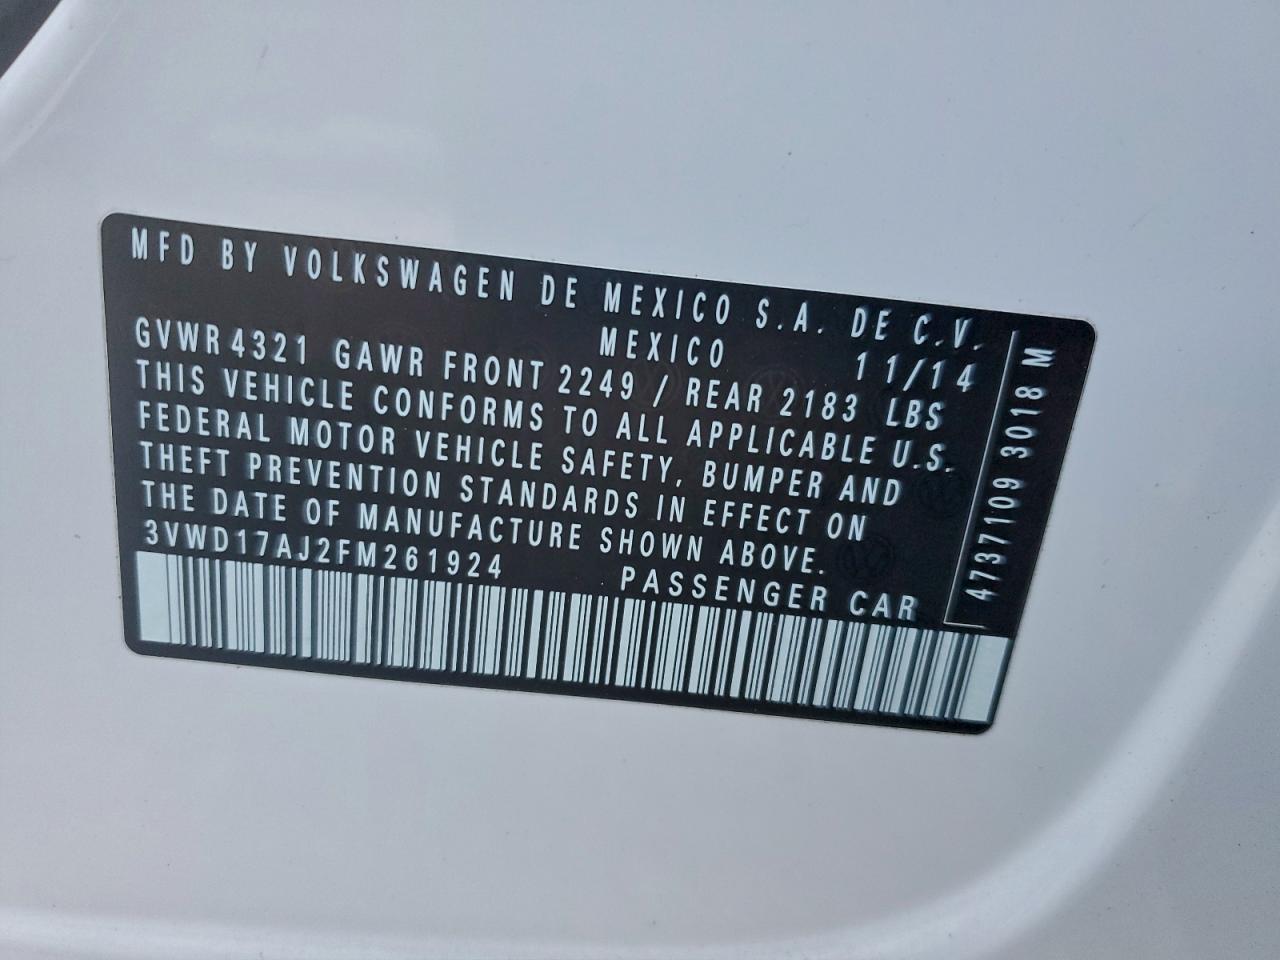 MFD BY VOLKSWAGEN DE MEXICO S.A. DE C.V.
MEXICO 11/14
GVWR 4321 GAWR FRONT 2249 / REAR 2183 LBS
THIS VEHICLE CONFORMS TO ALL APPLICABLE U.S.
FEDERAL MOTOR VEHICLE SAFETY, BUMPER AND
THEFT PREVENTION STANDARDS IN EFFECT ON
THE DATE OF MANUFACTURE SHOWN ABOVE.
3VWD17AJ2FM261924 PASSENGER CAR
4737109 3018 M